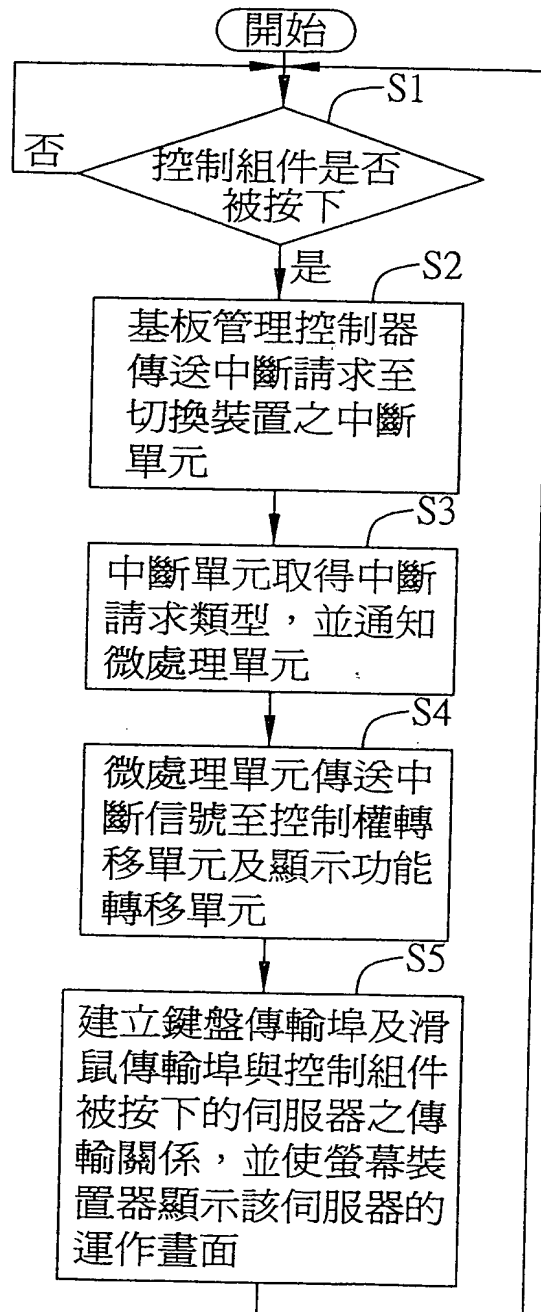 開始
S1
否
控制組件是否
被按下
是
S2
基板管理控制器
傳送中斷請求至
切換裝置之中斷
單元
S3
中斷單元取得中斷
請求類型，並通知
微處理單元
S4
微處理單元傳送中
斷信號至控制權轉
移單元及顯示功能
轉移單元
S5
建立鍵盤傳輸埠及滑
鼠傳輸埠與控制組件
被按下的伺服器之傳
輸關係，並使螢幕裝
置器顯示該伺服器的
運作畫面